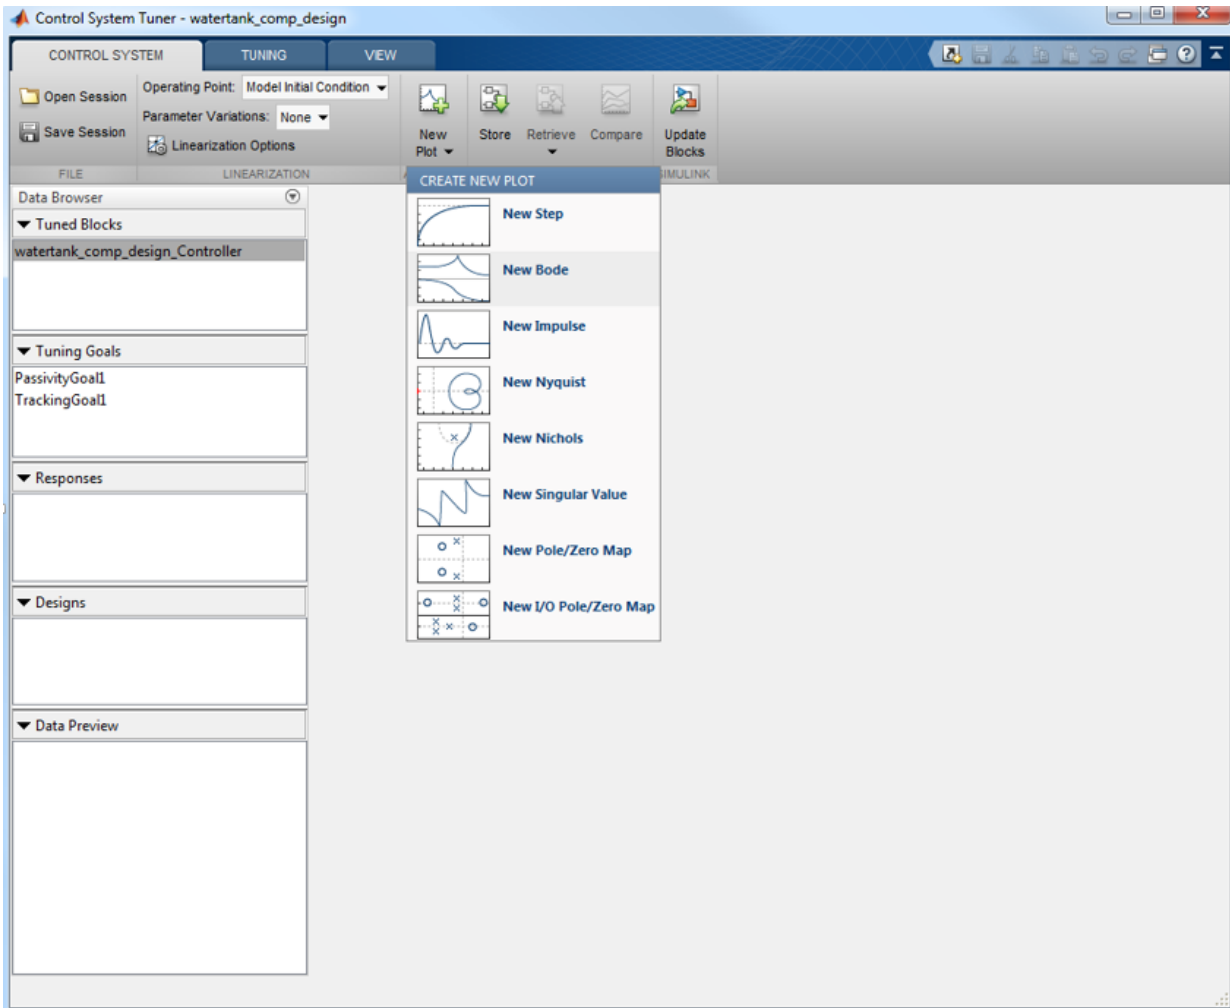 Control System Tuner - watertank_comp_design
CONTROL SYSTEM
TUNING
VIEW
Open Session
Save Session
Operating Point: Model Initial Condition
Parameter Variations: None
Linearization Options
New
Plot
Store
Retrieve
Compare
Update
Blocks
FILE
LINEARIZATION
SIMULINK
Data Browser
Tuned Blocks
watertank_comp_design_Controller
Tuning Goals
PassivityGoal1
TrackingGoal1
Responses
Designs
Data Preview
CREATE NEW PLOT
New Step
New Bode
New Impulse
New Nyquist
New Nichols
New Singular Value
New Pole/Zero Map
New I/O Pole/Zero Map